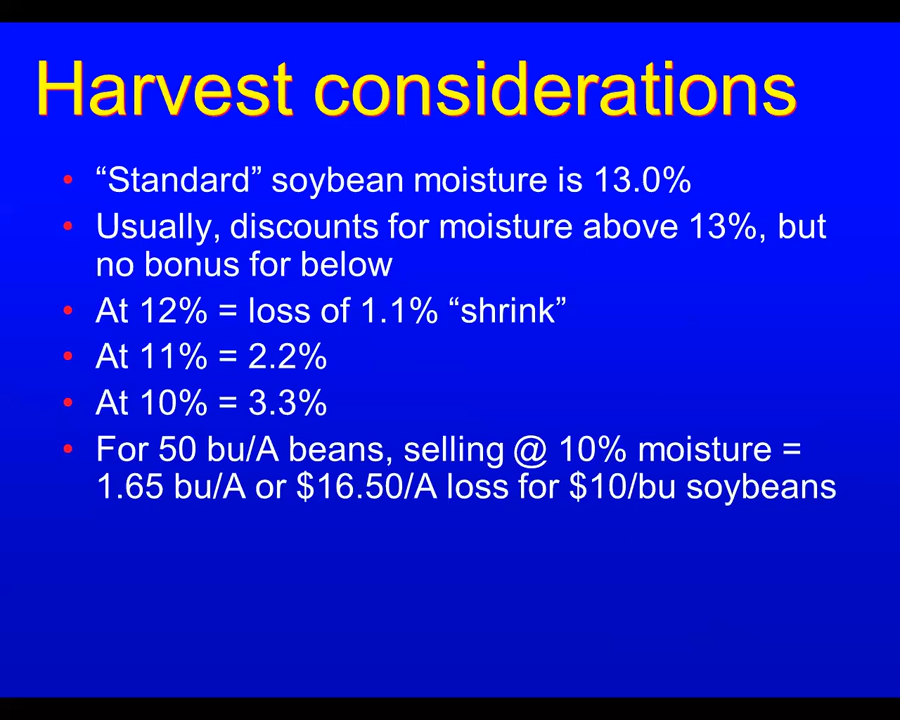 Harvest considerations
• “Standard” soybean moisture is 13.0%
• Usually, discounts for moisture above 13%, but
no bonus for below
• At 12% = loss of 1.1% “shrink”
• At 11% = 2.2%
• At 10% = 3.3%
• For 50 bu/A beans, selling @ 10% moisture =
1.65 bu/A or $16.50/A loss for $10/bu soybeans